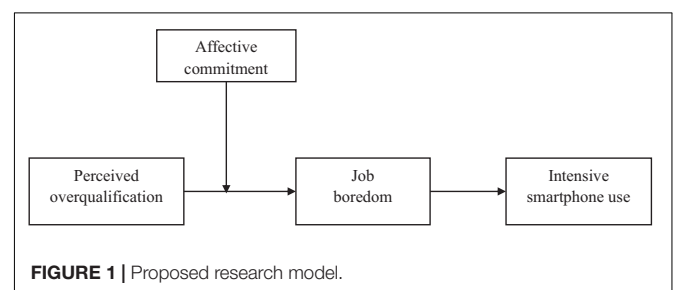 Affective
commitment
Perceived
overqualification
Job
boredom
Intensive
smartphone use
FIGURE 1 | Proposed research model.